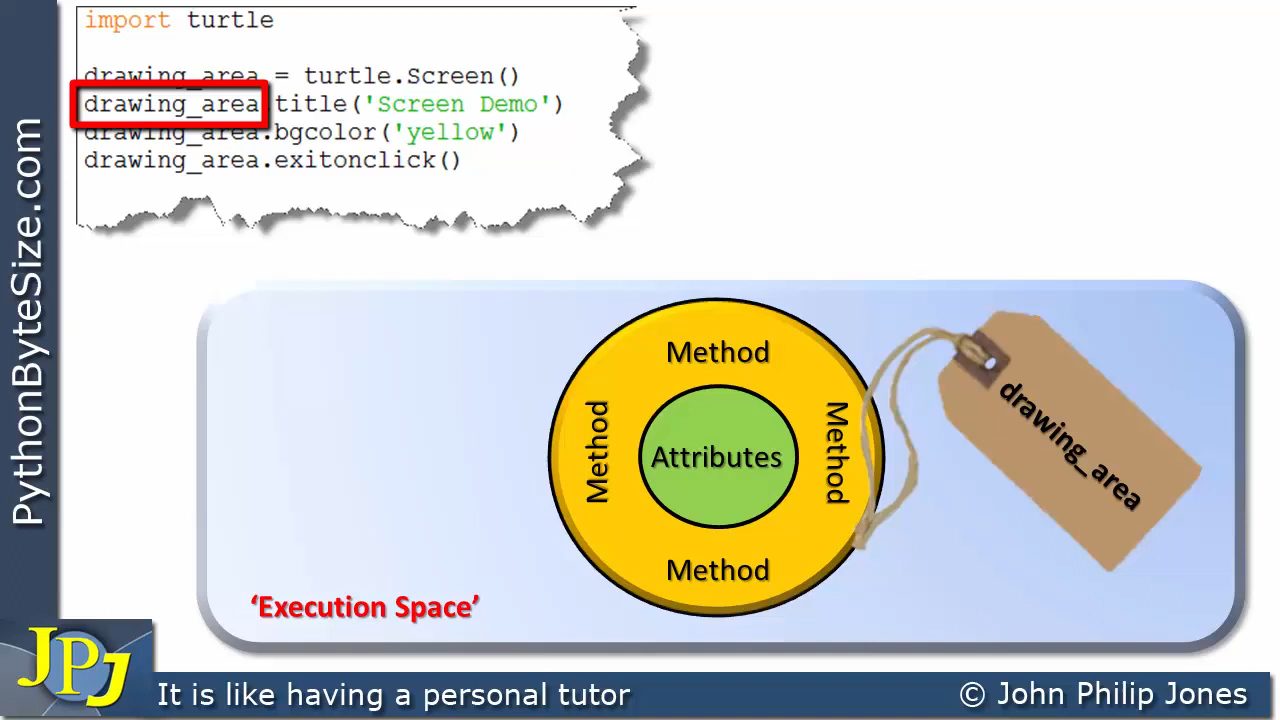 import turtle
drawing_area = turtle.Screen()
drawing_area.title('Screen Demo')
drawing_area.bgcolor('yellow')
drawing_area.exitonclick()
PythonByteSize.com
Method
Method
Attributes
Method
Method
drawing_area
‘Execution Space’
JPJ
It is like having a personal tutor
© John Philip Jones